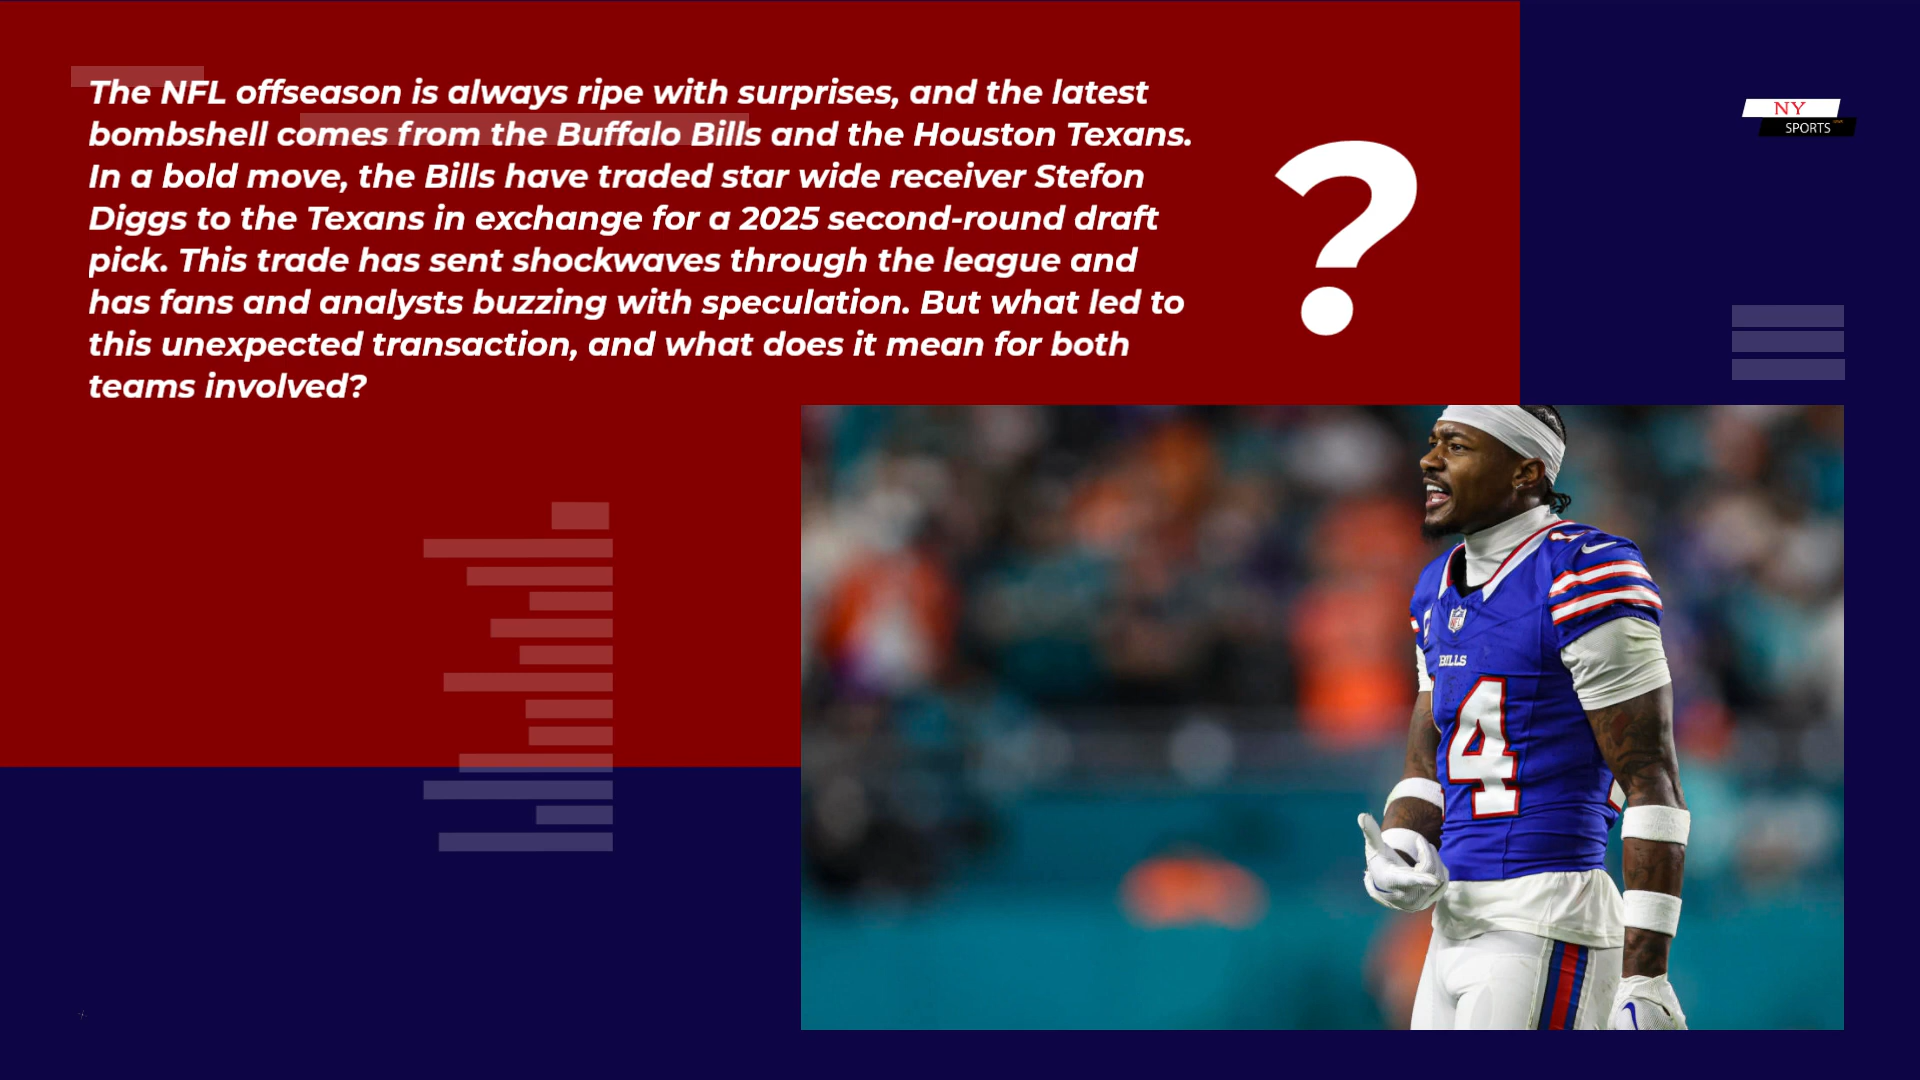 The NFL offseason is always ripe with surprises, and the latest
bombshell comes from the Buffalo Bills and the Houston Texans.
In a bold move, the Bills have traded star wide receiver Stefon
Diggs to the Texans in exchange for a 2025 second-round draft
pick. This trade has sent shockwaves through the league and
has fans and analysts buzzing with speculation. But what led to
this unexpected transaction, and what does it mean for both
teams involved?
?
NY
SPORTS
BILLS
14